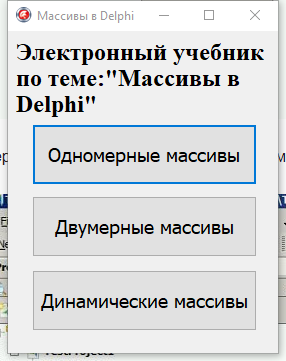 Массивы в Delphi
Электронный учебник
по теме:"Массивы в
Delphi"
Одномерные массивы
Двумерные массивы
Динамические массивы